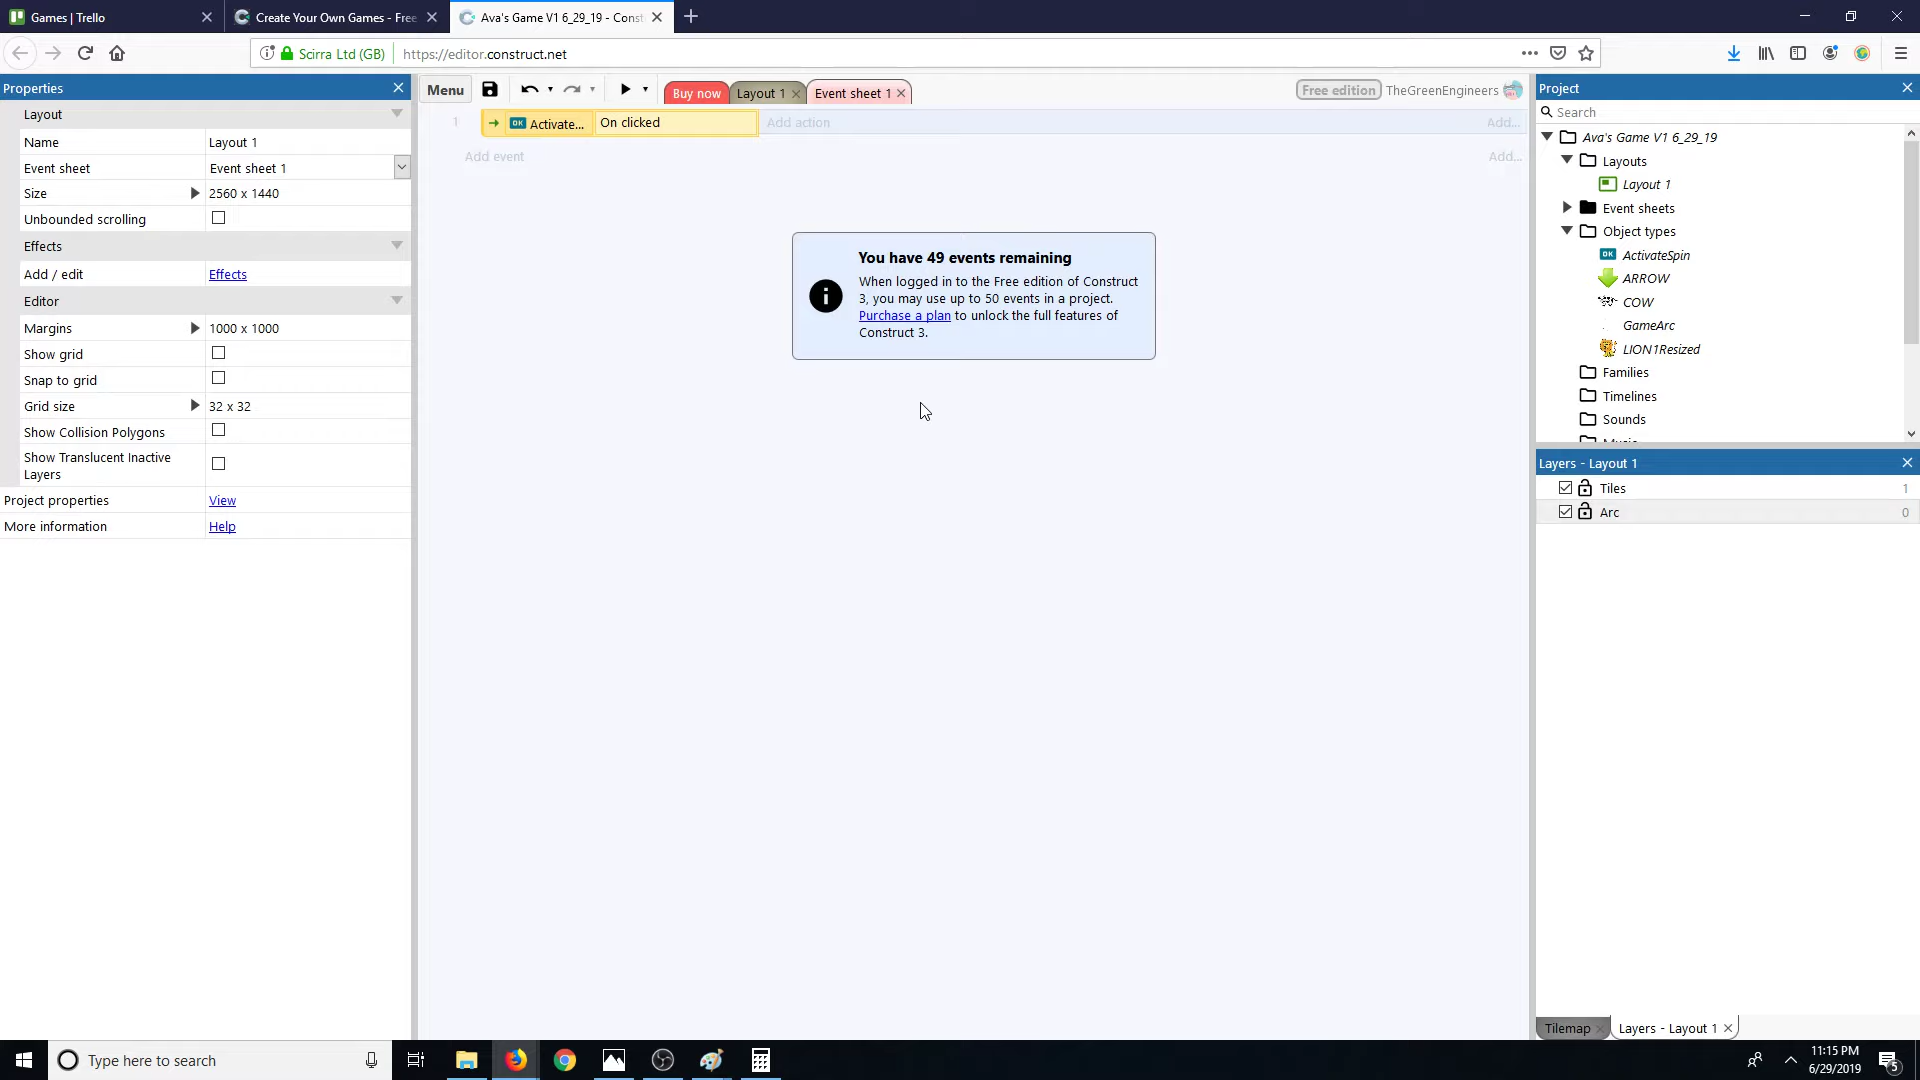 Games | Trello
Create Your Own Games - Free
Ava's Game V1 6_29_19 - Const
Scirra Ltd (GB)
https://editor.construct.net
Properties
Layout
Name
Layout 1
Event sheet
Event sheet 1
Size
2560 x 1440
Unbounded scrolling
Effects
Add / edit
Effects
Editor
Margins
1000 x 1000
Show grid
Snap to grid
Grid size
32 x 32
Show Collision Polygons
Show Translucent Inactive
Layers
Project properties
View
More information
Help
Menu
Buy now
Layout 1
Event sheet 1
Free edition
TheGreenEngineers
1
OK
Activate...
On clicked
Add action
Add...
Add event
Add...
You have 49 events remaining
When logged in to the Free edition of Construct
3, you may use up to 50 events in a project.
Purchase a plan to unlock the full features of
Construct 3.
Project
Search
Ava's Game V1 6_29_19
Layouts
Layout 1
Event sheets
Object types
OK
ActivateSpin
ARROW
COW
GameArc
LION1Resized
Families
Timelines
Sounds
Layers - Layout 1
Tiles
1
Arc
0
Tilemap
Layers - Layout 1
Type here to search
11:15 PM
6/29/2019
5